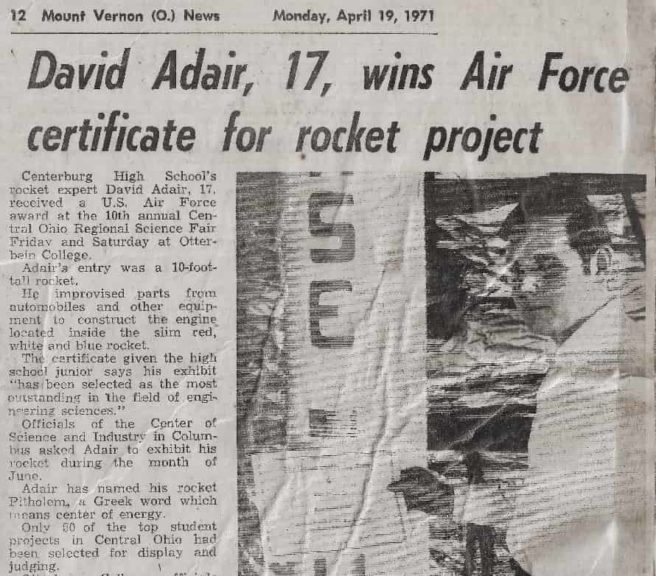 12 Mount Vernon (O.) News Monday, April 19, 1971
David Adair, 17, wins Air Force
certificate for rocket project
Centerburg High School's
rocket expert David Adair, 17,
received a U.S. Air Force
award at the 10th annual Cen-
tral Ohio Regional Science Fair
Friday and Saturday at Otter-
bein College.
Adair's entry was a 10-foot-
tall rocket.
He improvised parts from
automobiles and other equip-
ment to construct the engine
located inside the slim red,
white and blue rocket.
The certificate given the high
school junior says his exhibit
"has been selected as the most
outstanding in the field of engi-
neering sciences."
Officials of the Center of
Science and Industry in Colum-
bus asked Adair to exhibit his
rocket during the month of
June.
Adair has named his rocket
Pitholem, a Greek word which
means center of energy.
Only 80 of the top student
projects in Central Ohio had
been selected for display and
judging.
S
E